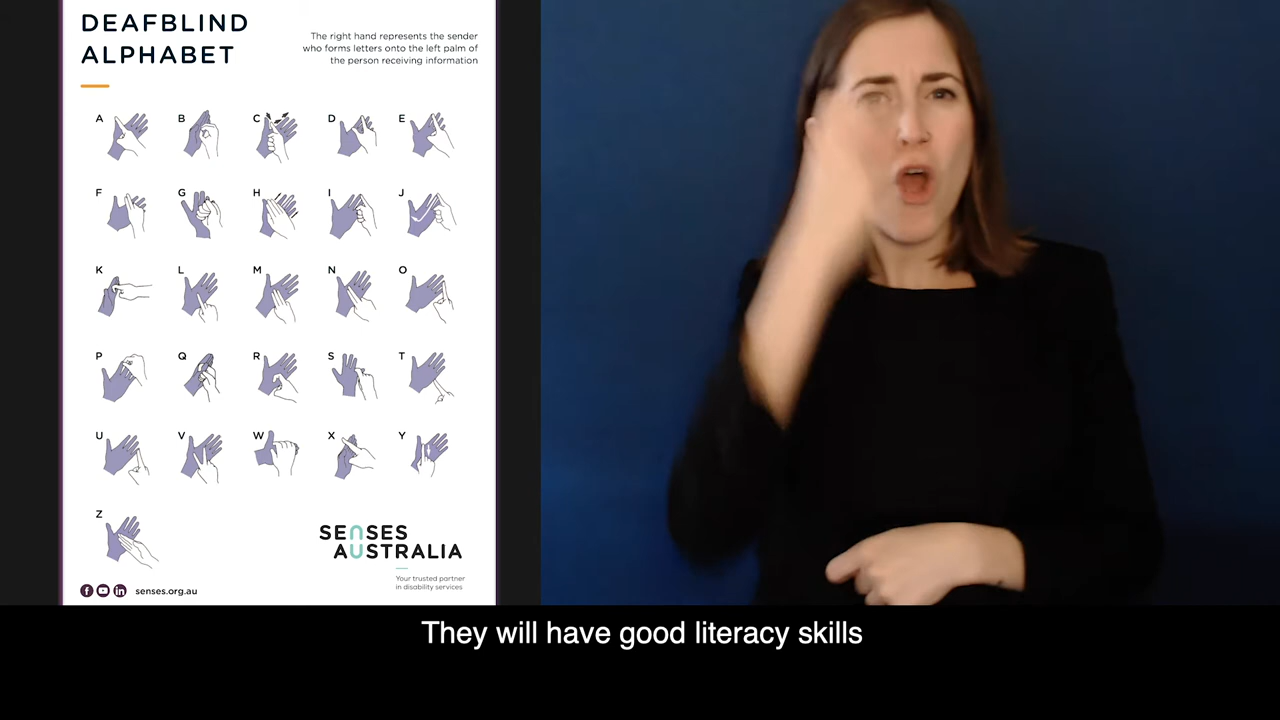 DEAFBLIND
ALPHABET
The right hand represents the sender
who forms letters onto the left palm of
the person receiving information
A B C D E
F G H I J
K L M N O
P Q R S T
U V W X Y
Z
SENSES
AUSTRALIA
Your trusted partner
in disability services
senses.org.au
They will have good literacy skills